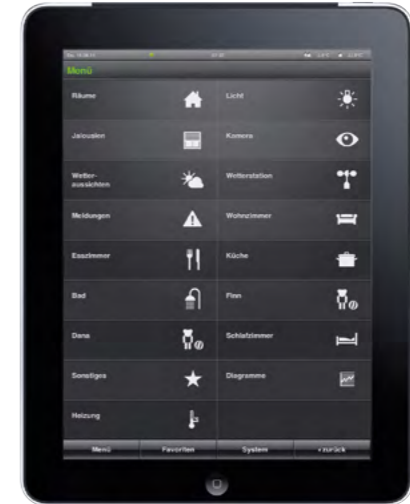 Menü
Räume
Licht
Jalousien
Kamera
Wetter-
aussichten
Wetterstation
Meldungen
Wohnzimmer
Esszimmer
Küche
Bad
Finn
Dana
Schlafzimmer
Sonstiges
Diagramme
Heizung
Menü Favoriten System ‹zurück